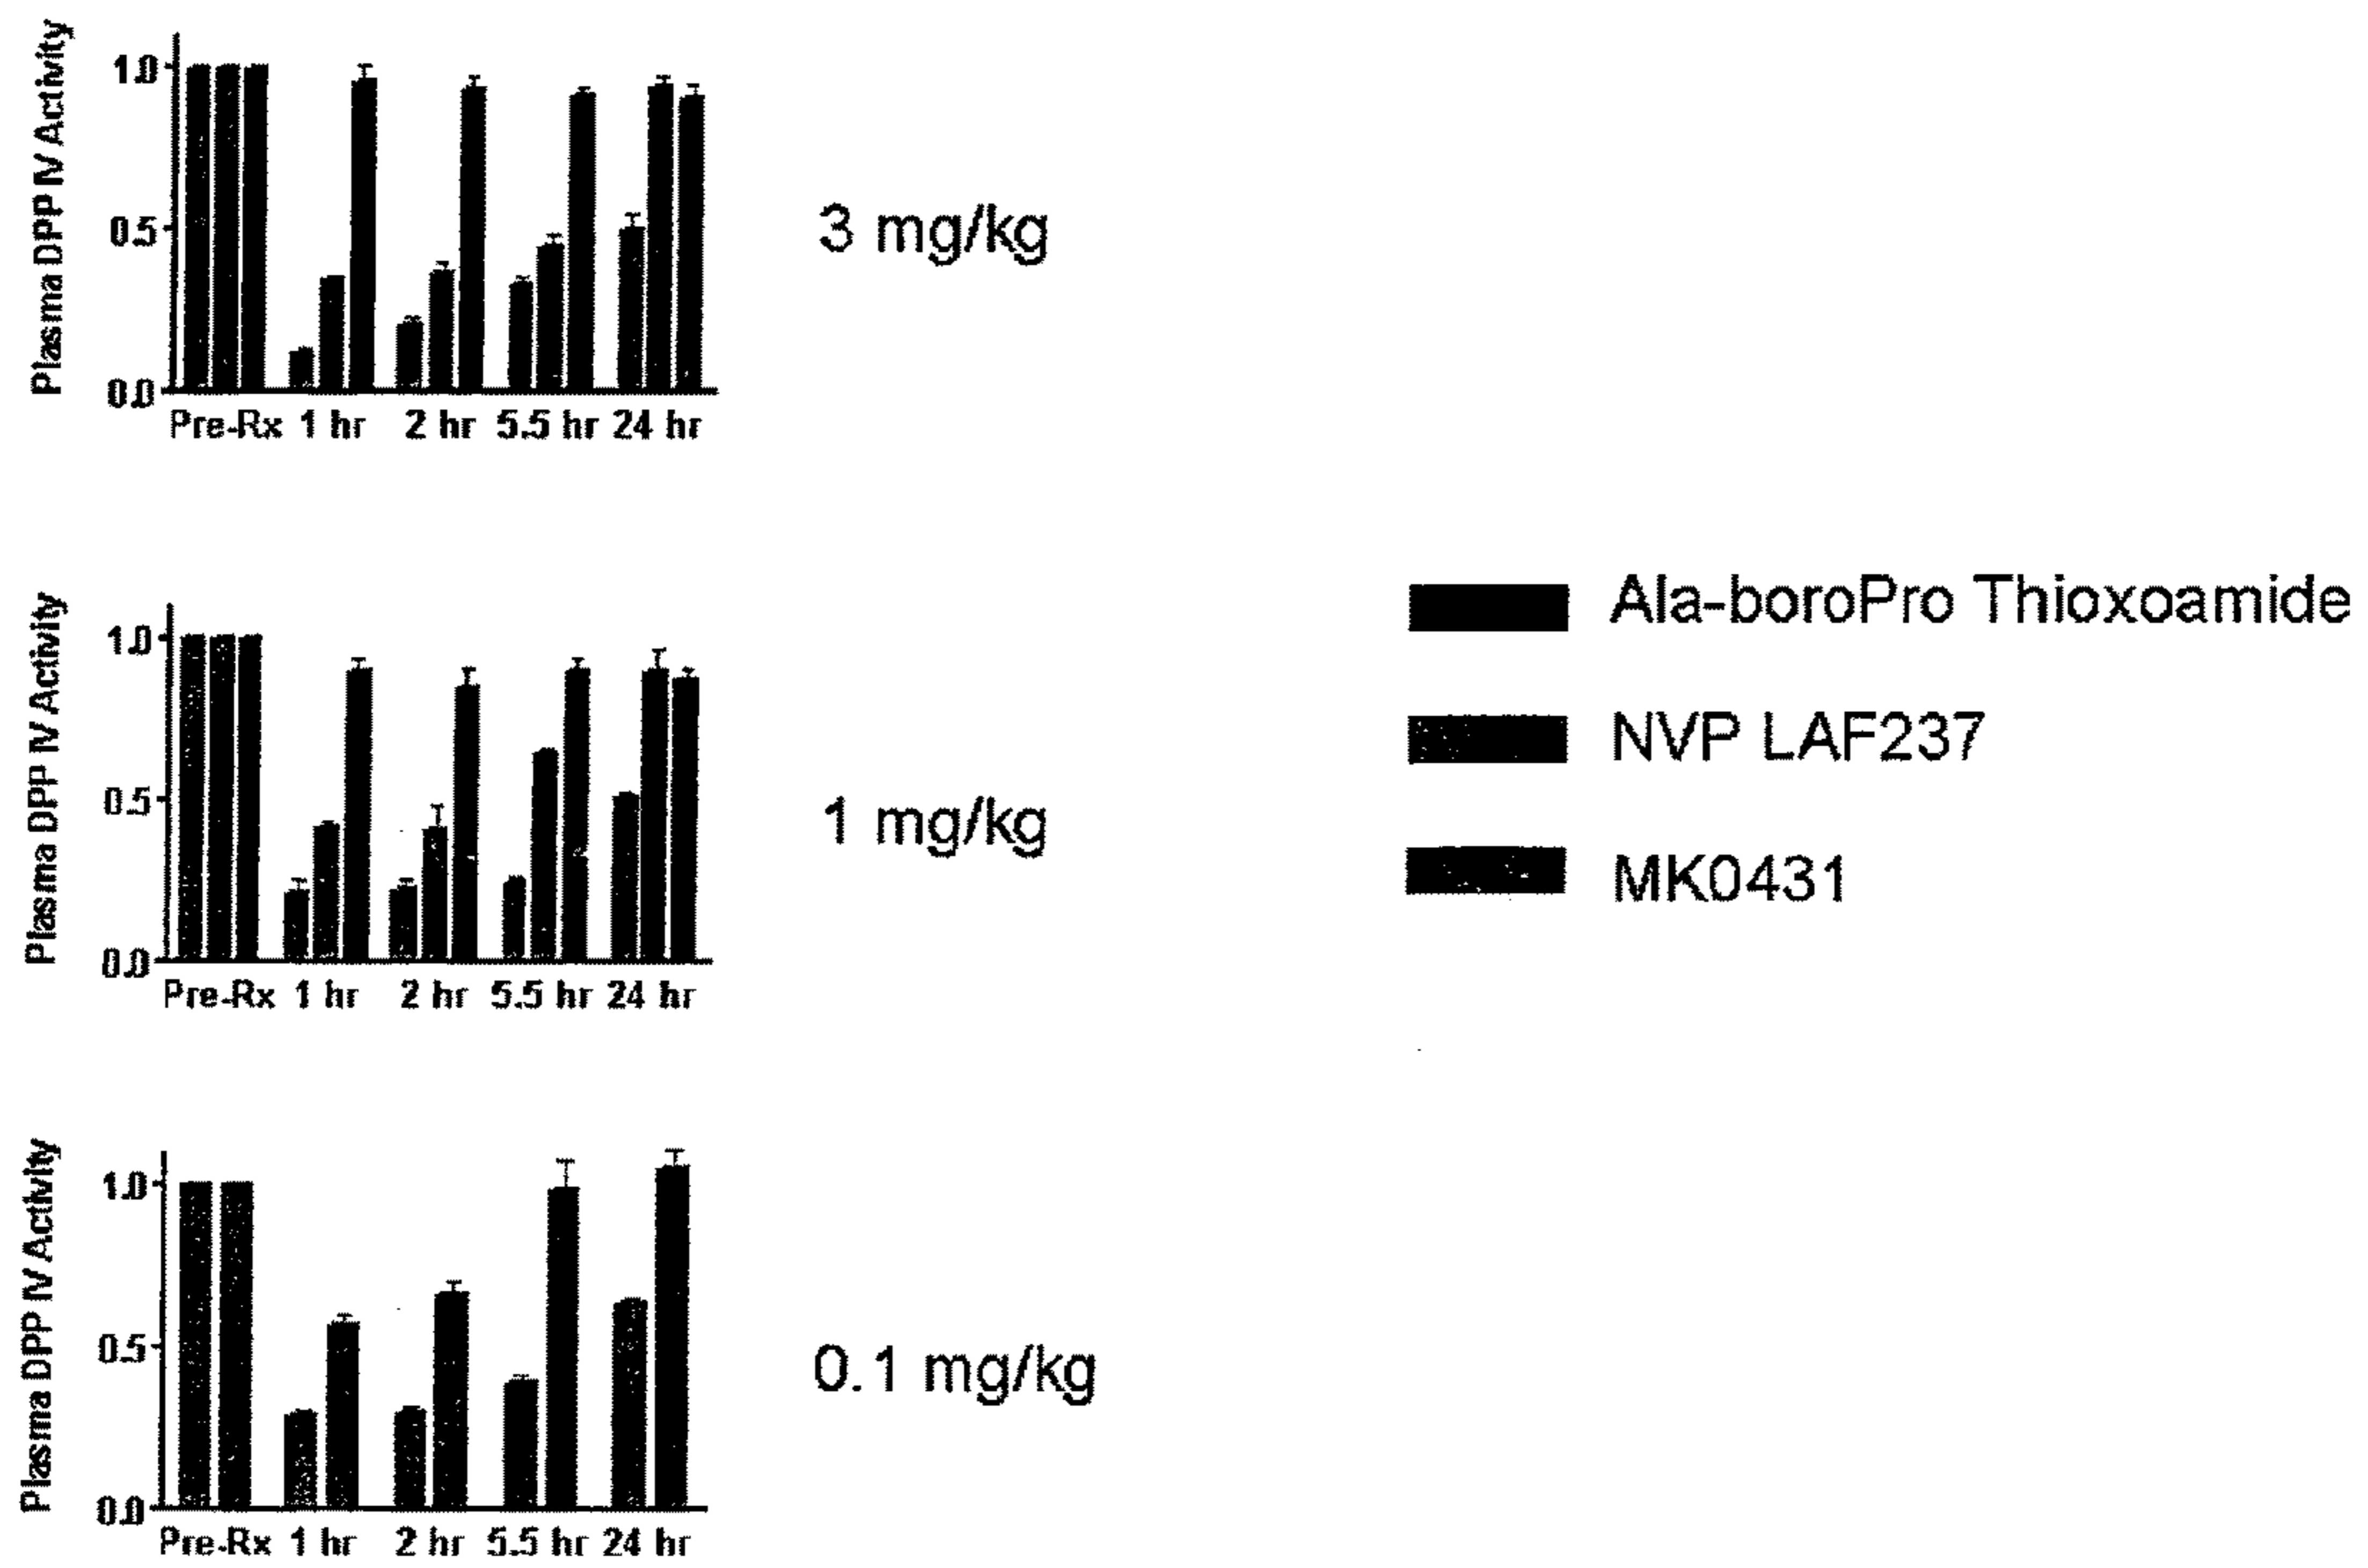 Plasma DPP IV Activity
1.0
0.5
0.0
Pre-Rx 1 hr 2 hr 5.5 hr 24 hr
3 mg/kg
Plasma DPP IV Activity
1.0
0.5
0.0
Pre-Rx 1 hr 2 hr 5.5 hr 24 hr
1 mg/kg
Ala-boroPro Thioxoamide
NVP LAF237
MK0431
Plasma DPP IV Activity
1.0
0.5
0.0
Pre-Rx 1 hr 2 hr 5.5 hr 24 hr
0.1 mg/kg